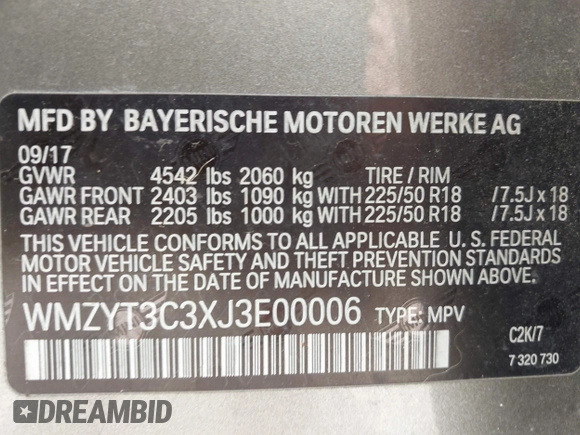 MFD BY BAYERISCHE MOTOREN WERKE AG
09/17
GVWR 4542 lbs 2060 kg TIRE / RIM
GAWR FRONT 2403 lbs 1090 kg WITH 225/50 R18 /7.5J x 18
GAWR REAR 2205 lbs 1000 kg WITH 225/50 R18 /7.5J x 18
THIS VEHICLE CONFORMS TO ALL APPLICABLE U. S. FEDERAL
MOTOR VEHICLE SAFETY AND THEFT PREVENTION STANDARDS
IN EFFECT ON THE DATE OF MANUFACTURE SHOWN ABOVE.
WMZYT3C3XJ3E00006 TYPE: MPV
C2K/7
7 320 730
DREAMBID